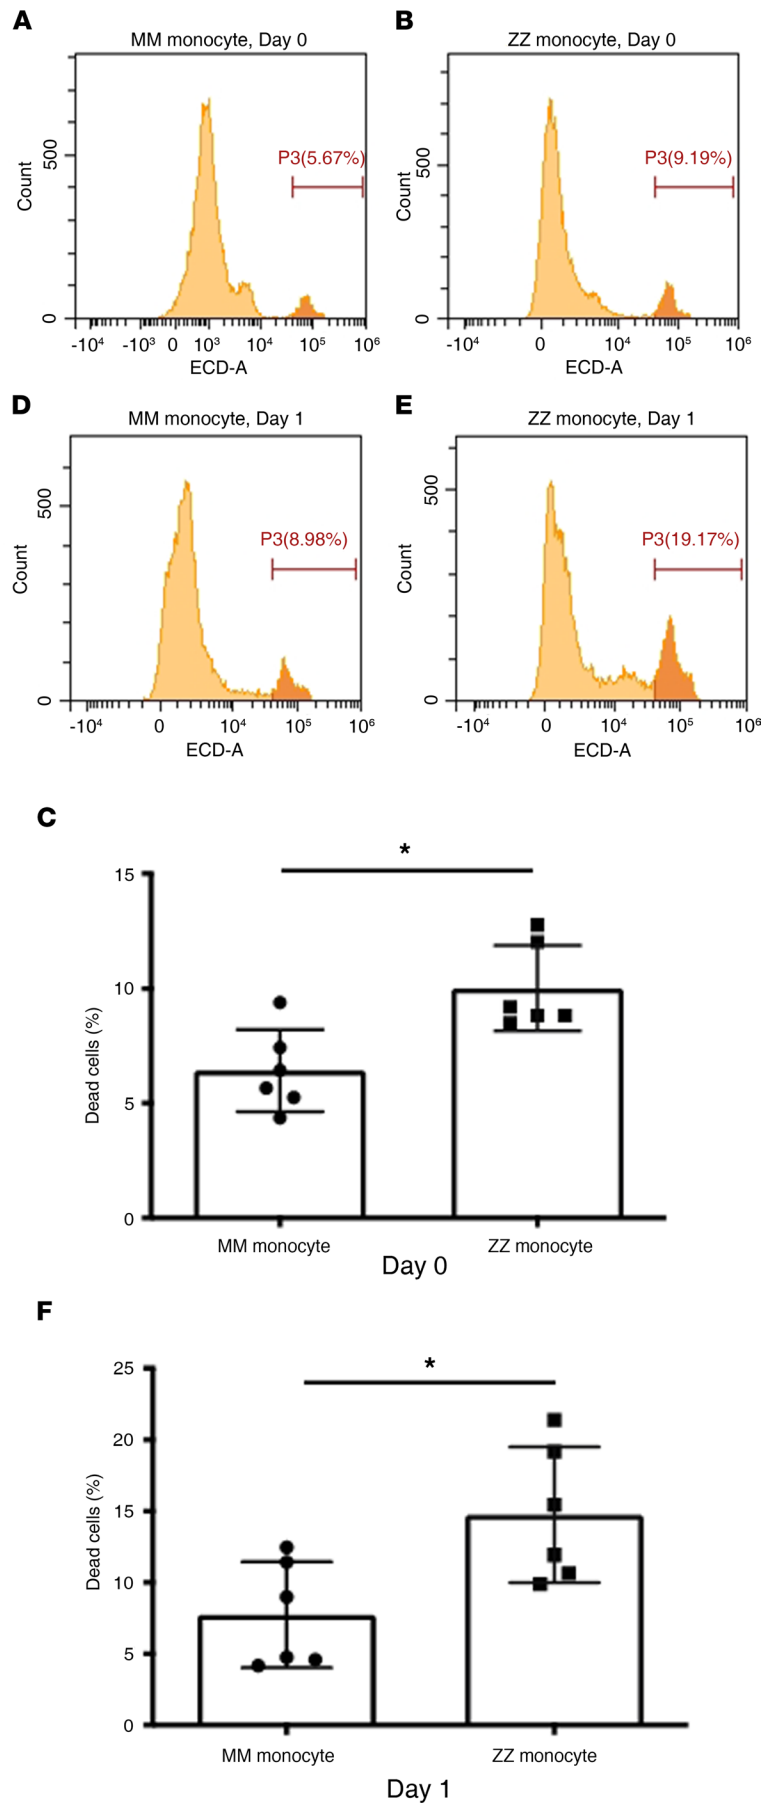 A
B
MM monocyte, Day 0
ZZ monocyte, Day 0
P3(5.67%)
P3(9.19%)
Count
500
0
Count
500
0
-10⁴ -10³ 0 10³ 10⁴ 10⁵ 10⁶
-10⁴ 0 10⁴ 10⁵ 10⁶
ECD-A
ECD-A
D
E
MM monocyte, Day 1
ZZ monocyte, Day 1
P3(8.98%)
P3(19.17%)
Count
500
0
Count
500
0
-10⁴ 0 10⁴ 10⁵ 10⁶
-10⁴ 0 10⁴ 10⁵ 10⁶
ECD-A
ECD-A
C
*
Dead cells (%)
15
10
5
0
MM monocyte ZZ monocyte
Day 0
F
*
Dead cells (%)
25
20
15
10
5
0
MM monocyte ZZ monocyte
Day 1